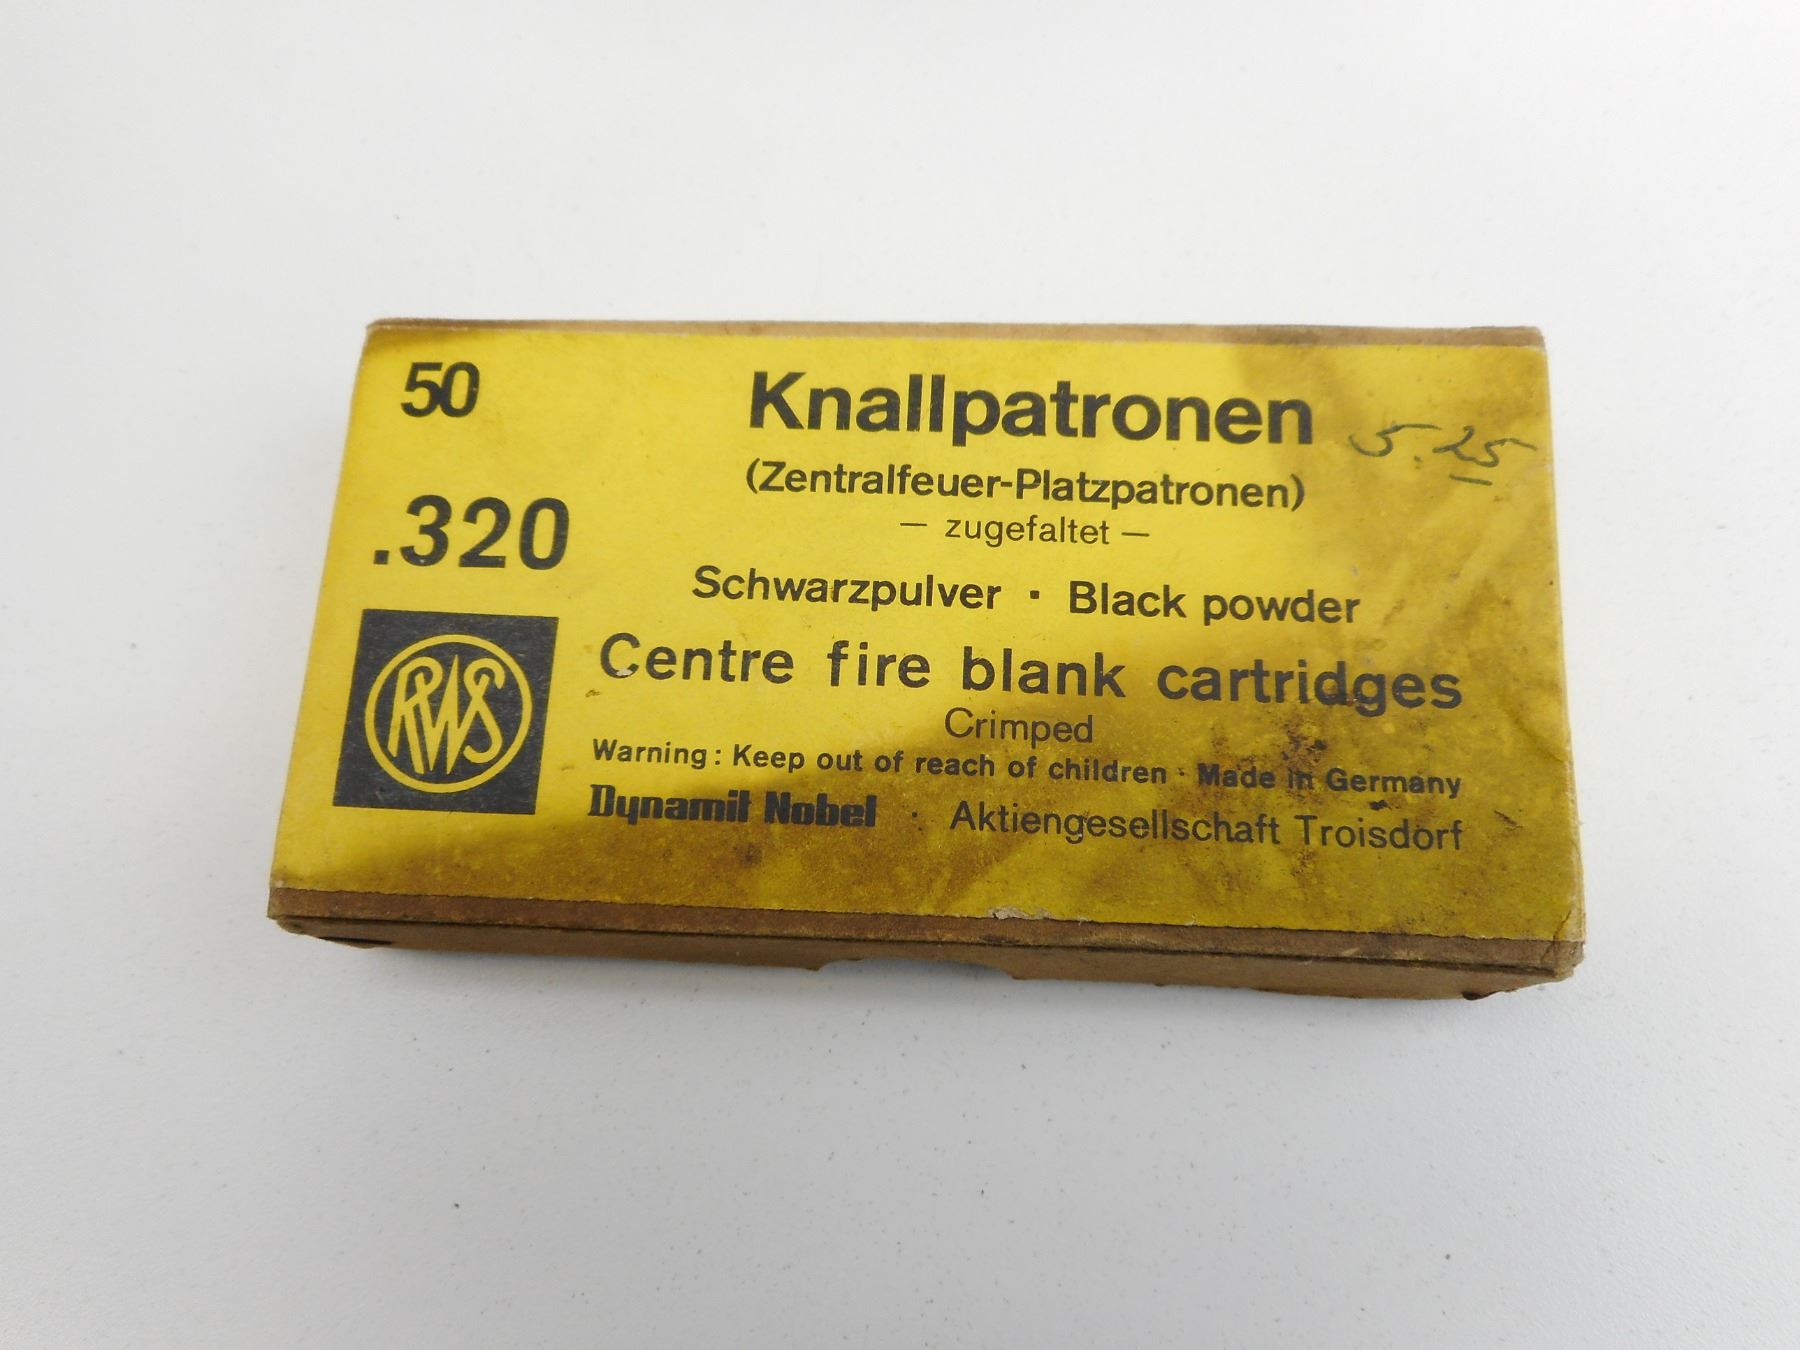 50
Knallpatronen
5.25
(Zentralfeuer-Platzpatronen)
— zugefaltet —
.320
Schwarzpulver · Black powder
RWS
Centre fire blank cartridges
Crimped
Warning: Keep out of reach of children · Made in Germany
Dynamit Nobel · Aktiengesellschaft Troisdorf